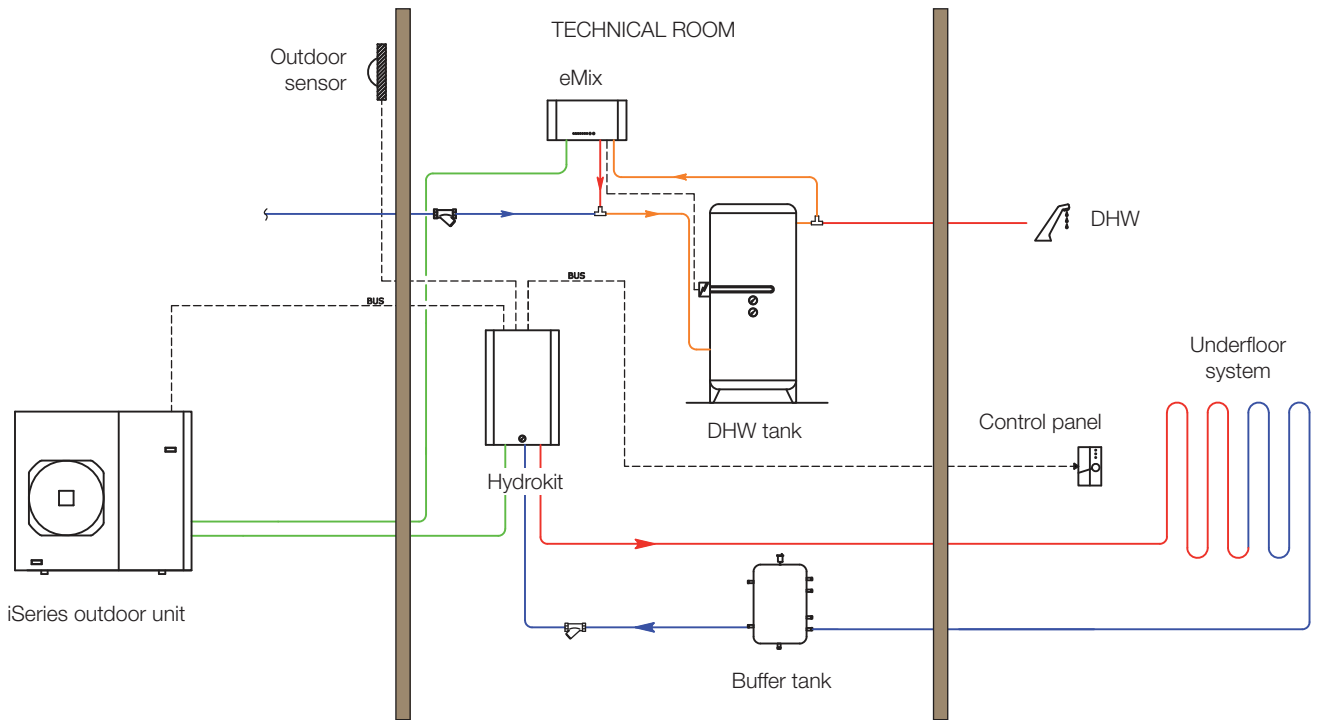 TECHNICAL ROOM
Outdoor
sensor
eMix
DHW
BUS
BUS
Underfloor
system
Control panel
DHW tank
Hydrokit
iSeries outdoor unit
Buffer tank